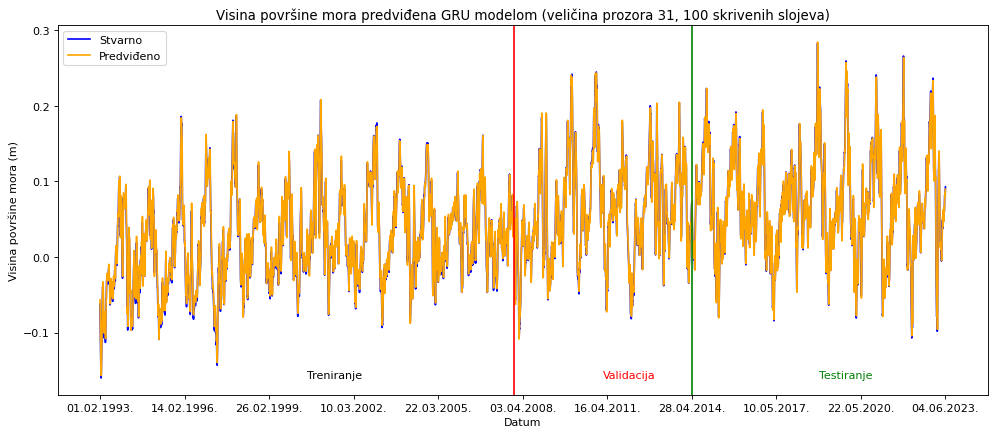 Visina površine mora predviđena GRU modelom (veličina prozora 31, 100 skrivenih slojeva)
Stvarno
Predviđeno
0.3
0.2
0.1
0.0
−0.1
Visina površine mora (m)
Treniranje
Validacija
Testiranje
01.02.1993.
14.02.1996.
26.02.1999.
10.03.2002.
22.03.2005.
03.04.2008.
16.04.2011.
28.04.2014.
10.05.2017.
22.05.2020.
04.06.2023.
Datum